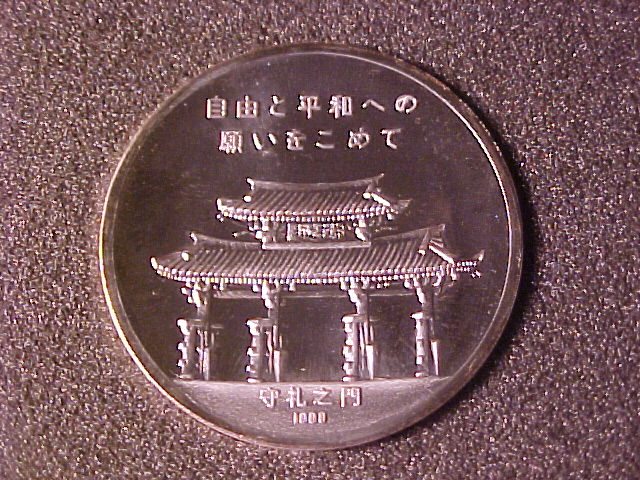 自由と平和への
願いをこめて
守礼之門